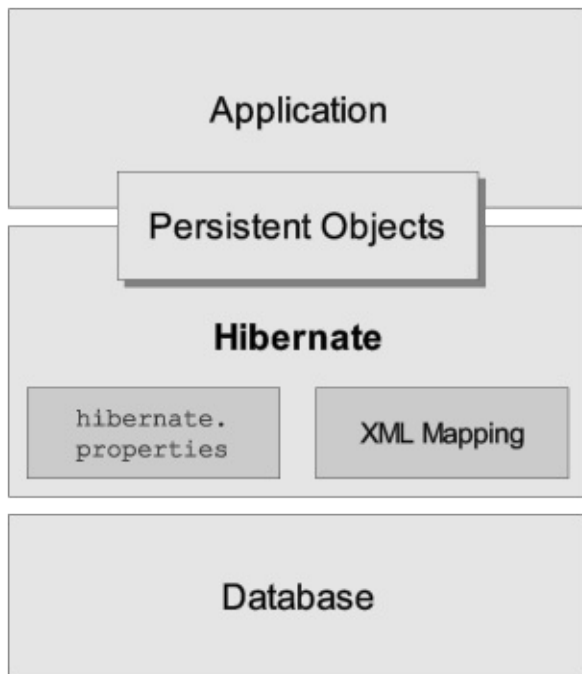 Application
Persistent Objects
Hibernate
hibernate.
properties
XML Mapping
Database